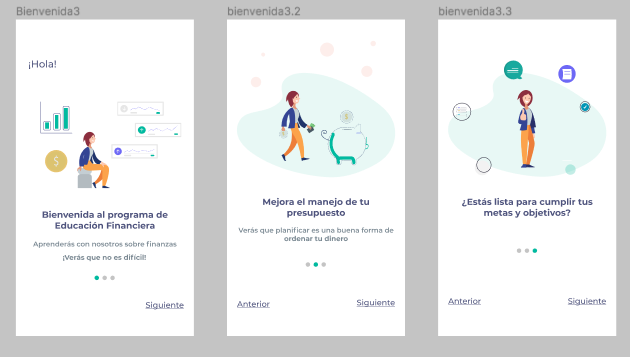 Bienvenida3
¡Hola!
Bienvenida al programa de
Educación Financiera
Aprenderás con nosotros sobre finanzas
¡Verás que no es difícil!
Siguiente
bienvenida3.2
Mejora el manejo de tu
presupuesto
Verás que planificar es una buena forma de
ordenar tu dinero
Anterior
Siguiente
bienvenida3.3
¿Estás lista para cumplir tus
metas y objetivos?
Anterior
Siguiente